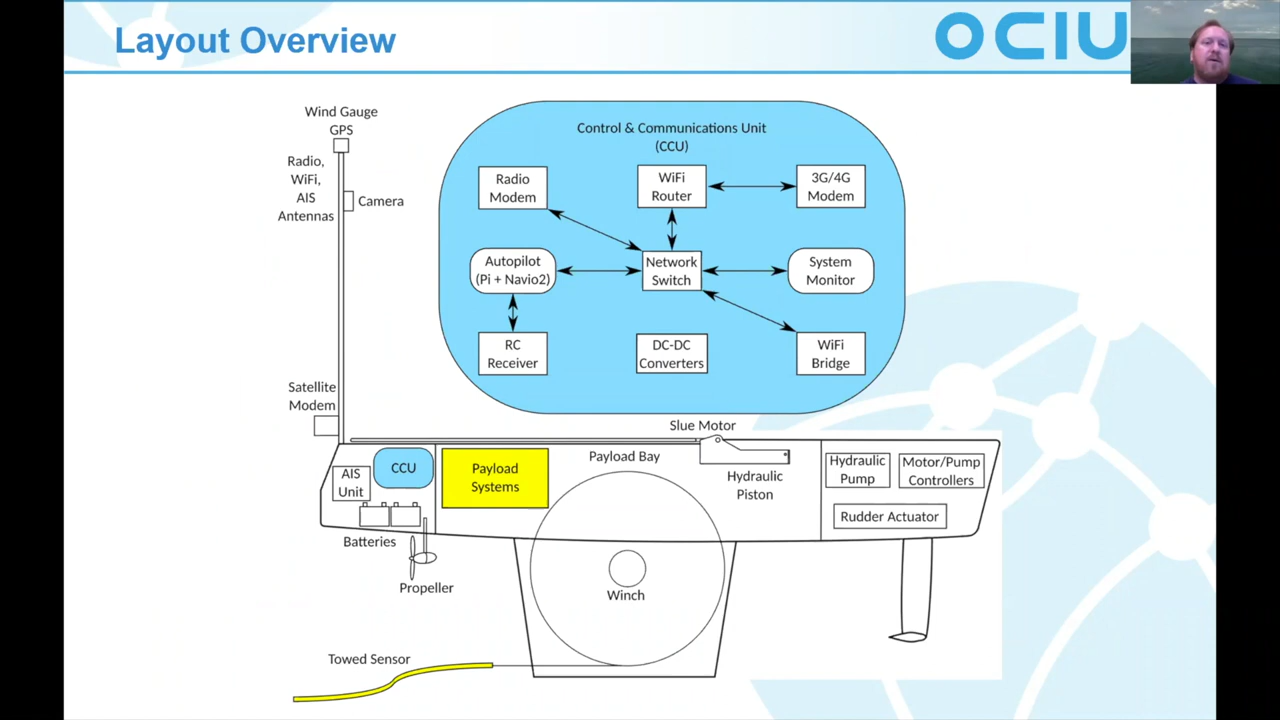 Layout Overview
OCIU
Wind Gauge
GPS
Radio,
WiFi,
AIS
Antennas
Camera
Satellite
Modem
Control & Communications Unit
(CCU)
Radio
Modem
WiFi
Router
3G/4G
Modem
Autopilot
(Pi + Navio2)
Network
Switch
System
Monitor
RC
Receiver
DC-DC
Converters
WiFi
Bridge
Slue Motor
AIS
Unit
CCU
Payload
Systems
Payload Bay
Hydraulic
Piston
Hydraulic
Pump
Motor/Pump
Controllers
Rudder Actuator
Batteries
Propeller
Winch
Towed Sensor